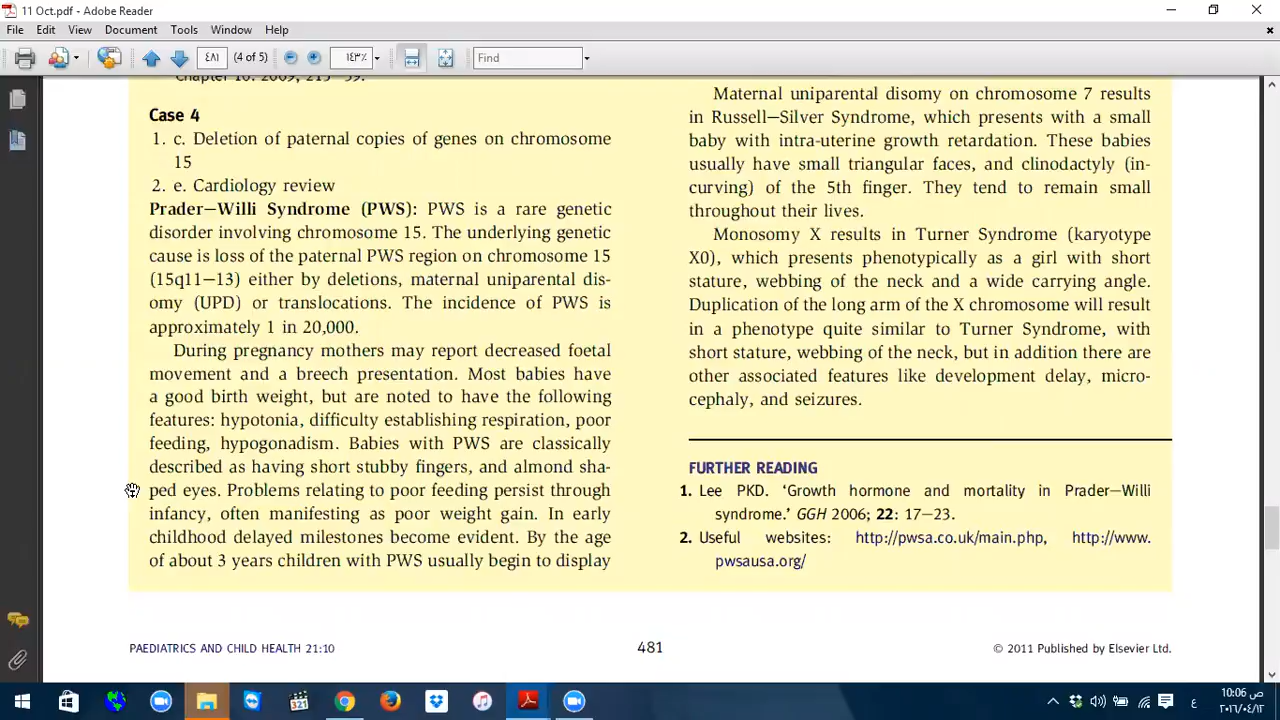 11 Oct.pdf - Adobe Reader
File Edit View Document Tools Window Help
٤٨١ (4 of 5) ١٤٣٪ Find
Chapter 10. 2009, 215–59.
Case 4
1. c. Deletion of paternal copies of genes on chromosome
15
2. e. Cardiology review
Prader–Willi Syndrome (PWS): PWS is a rare genetic
disorder involving chromosome 15. The underlying genetic
cause is loss of the paternal PWS region on chromosome 15
(15q11–13) either by deletions, maternal uniparental dis-
omy (UPD) or translocations. The incidence of PWS is
approximately 1 in 20,000.
During pregnancy mothers may report decreased foetal
movement and a breech presentation. Most babies have
a good birth weight, but are noted to have the following
features: hypotonia, difficulty establishing respiration, poor
feeding, hypogonadism. Babies with PWS are classically
described as having short stubby fingers, and almond sha-
ped eyes. Problems relating to poor feeding persist through
infancy, often manifesting as poor weight gain. In early
childhood delayed milestones become evident. By the age
of about 3 years children with PWS usually begin to display
Maternal uniparental disomy on chromosome 7 results
in Russell–Silver Syndrome, which presents with a small
baby with intra-uterine growth retardation. These babies
usually have small triangular faces, and clinodactyly (in-
curving) of the 5th finger. They tend to remain small
throughout their lives.
Monosomy X results in Turner Syndrome (karyotype
X0), which presents phenotypically as a girl with short
stature, webbing of the neck and a wide carrying angle.
Duplication of the long arm of the X chromosome will result
in a phenotype quite similar to Turner Syndrome, with
short stature, webbing of the neck, but in addition there are
other associated features like development delay, micro-
cephaly, and seizures.
FURTHER READING
1. Lee PKD. 'Growth hormone and mortality in Prader–Willi
syndrome.' GGH 2006; 22: 17–23.
2. Useful websites: http://pwsa.co.uk/main.php, http://www.
pwsausa.org/
PAEDIATRICS AND CHILD HEALTH 21:10 481 © 2011 Published by Elsevier Ltd.
321
ع
10:06 ص
٢٠١٦/٠٤/١٢